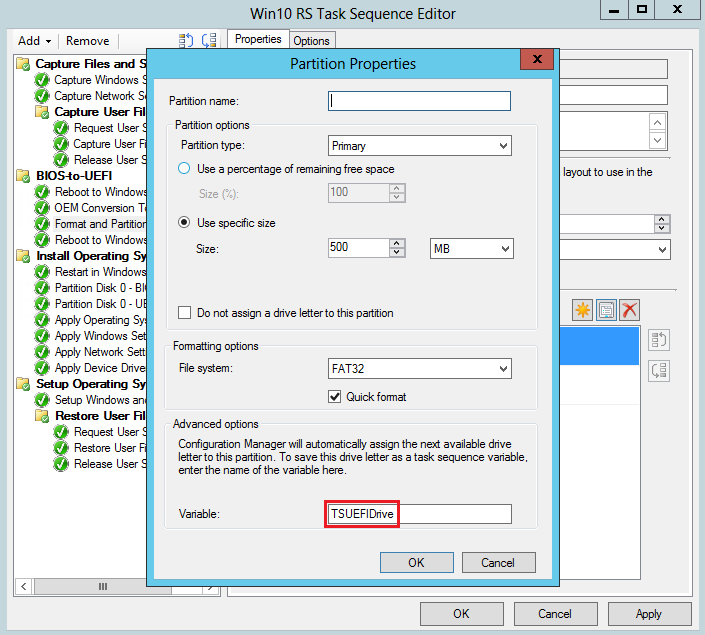 Win10 RS Task Sequence Editor
Add Remove
Properties Options
Capture Files and S
Capture Windows S
Capture Network Se
Capture User Fil
Request User S
Capture User Fi
Release User S
BIOS-to-UEFI
Reboot to Windows
OEM Conversion To
Format and Partition
Reboot to Windows
Install Operating Sy
Restart in Windows
Partition Disk 0 - BIO
Partition Disk 0 - UE
Apply Operating Sys
Apply Windows Set
Apply Network Sett
Apply Device Drive
Setup Operating Sy
Setup Windows and
Restore User Fil
Request User S
Restore User Fi
Release User S
layout to use in the
Partition Properties
Partition name:
Partition options
Partition type: Primary
Use a percentage of remaining free space
Size (%): 100
Use specific size
Size: 500 MB
Do not assign a drive letter to this partition
Formatting options
File system: FAT32
Quick format
Advanced options
Configuration Manager will automatically assign the next available drive
letter to this partition. To save this drive letter as a task sequence variable,
enter the name of the variable here.
Variable: TSUEFIDrive
OK Cancel
OK Cancel Apply